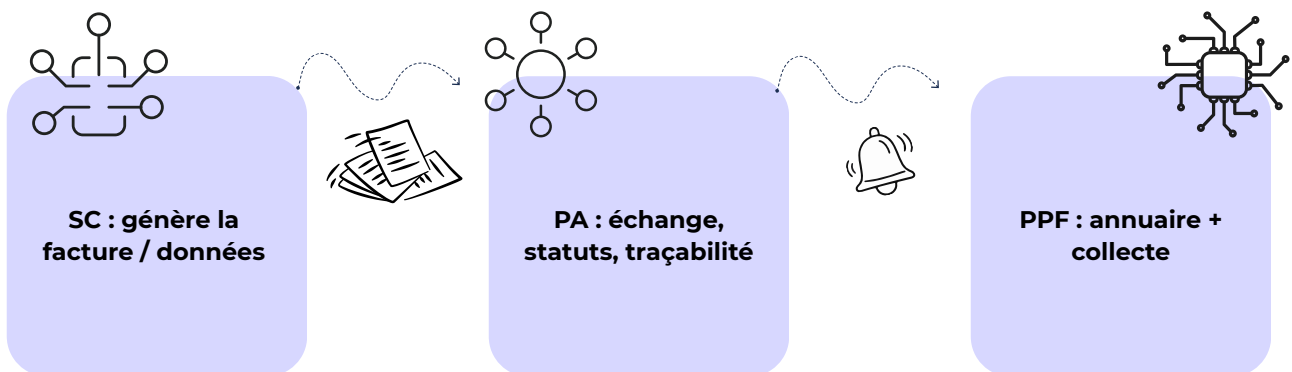 SC : génère la
facture / données
PA : échange,
statuts, traçabilité
PPF : annuaire +
collecte